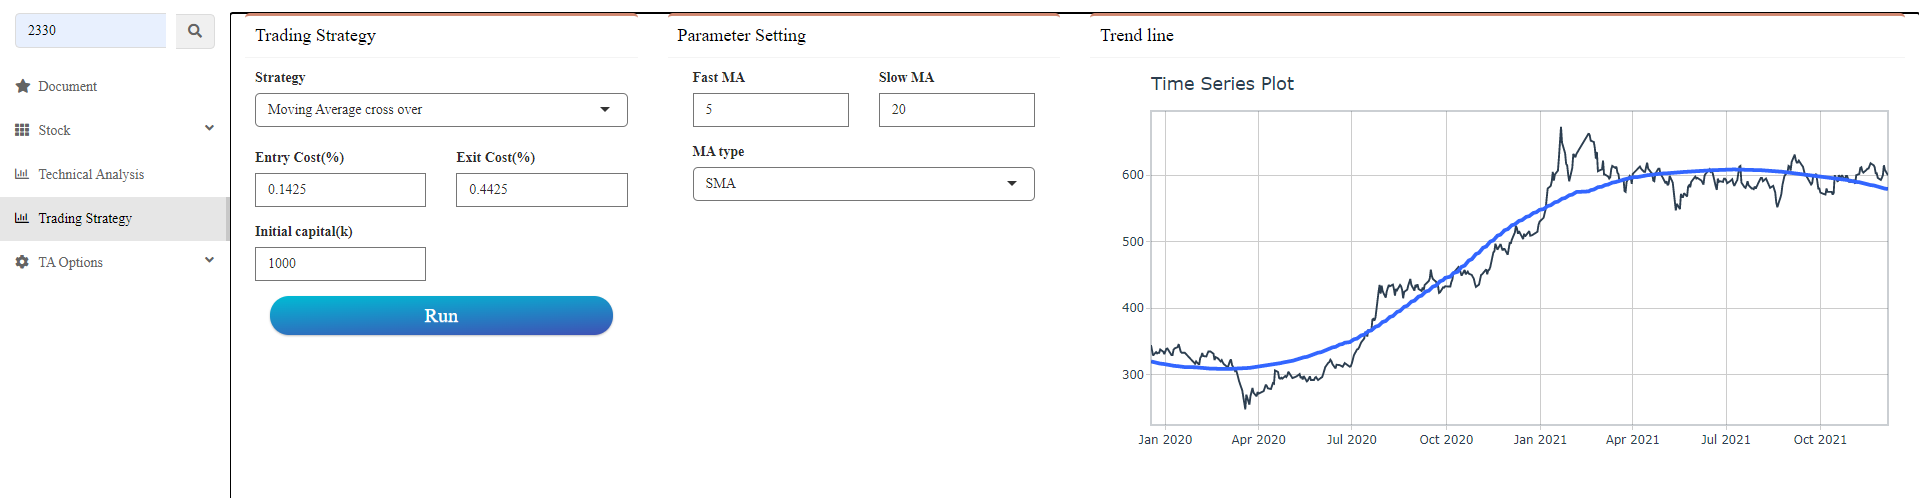 2330
Document
Stock
Technical Analysis
Trading Strategy
TA Options
Trading Strategy
Strategy
Moving Average cross over
Entry Cost(%) Exit Cost(%)
0.1425 0.4425
Initial capital(k)
1000
Run
Parameter Setting
Fast MA Slow MA
5 20
MA type
SMA
Trend line
Time Series Plot
600
500
400
300
Jan 2020 Apr 2020 Jul 2020 Oct 2020 Jan 2021 Apr 2021 Jul 2021 Oct 2021